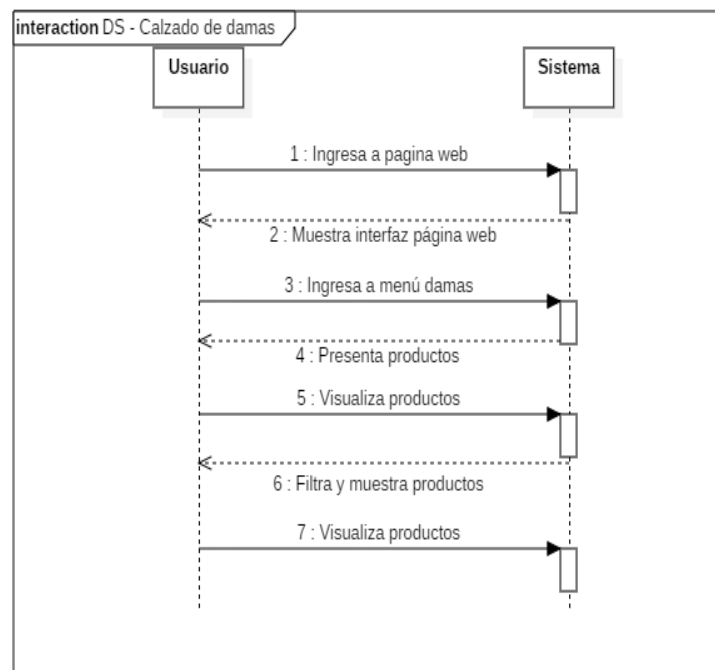 interaction DS - Calzado de damas
Usuario
Sistema
1 : Ingresa a pagina web
2 : Muestra interfaz página web
3 : Ingresa a menú damas
4 : Presenta productos
5 : Visualiza productos
6 : Filtra y muestra productos
7 : Visualiza productos